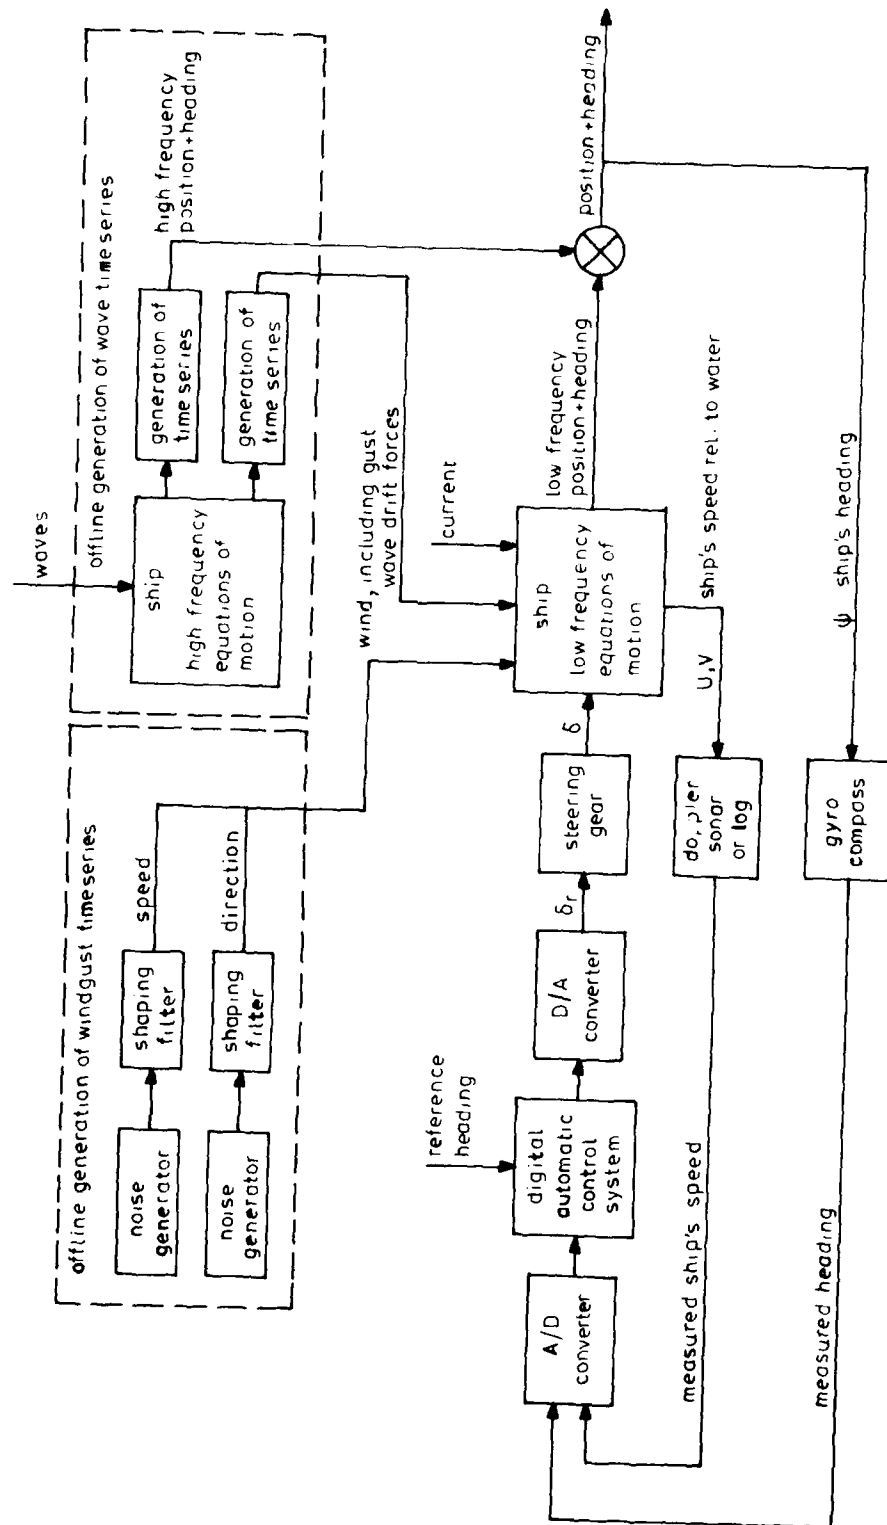 offline generation of windgust timeseries
noise
generator
shaping
filter
speed
noise
generator
shaping
filter
direction
waves
offline generation of wave timeseries
ship
high frequency
equations of
motion
generation of
time series
generation of
time series
high frequency
position+heading
wind, including gust
wave drift forces
current
reference
heading
A/D
converter
digital
automatic
control
system
D/A
converter
δr
steering
gear
δ
ship
low frequency
equations of
motion
low frequency
position+heading
position+heading
U,V
ship's speed rel. to water
sonar
or log
measured ship's speed
ψ ship's heading
gyro
compass
measured heading